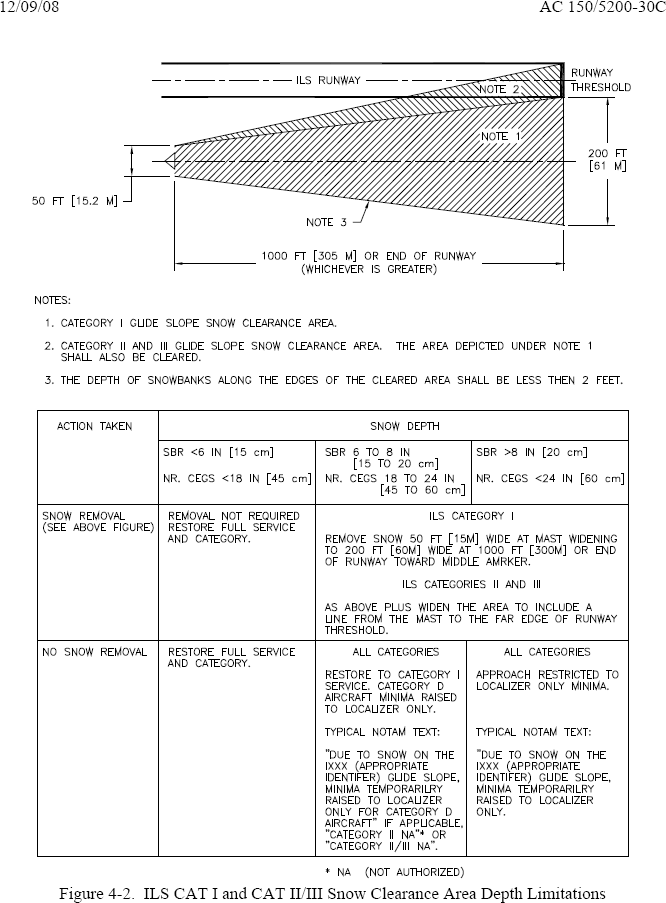 12/09/08
AC 150/5200-30C
ILS RUNWAY
RUNWAY
THRESHOLD
NOTE 2
NOTE 1
200 FT
[61 M]
50 FT [15.2 M]
NOTE 3
1000 FT [305 M] OR END OF RUNWAY
(WHICHEVER IS GREATER)
NOTES:
1. CATEGORY I GLIDE SLOPE SNOW CLEARANCE AREA.
2. CATEGORY II AND III GLIDE SLOPE SNOW CLEARANCE AREA. THE AREA DEPICTED UNDER NOTE 1
SHALL ALSO BE CLEARED.
3. THE DEPTH OF SNOWBANKS ALONG THE EDGES OF THE CLEARED AREA SHALL BE LESS THEN 2 FEET.
ACTION TAKEN
SNOW DEPTH
SBR <6 IN [15 cm]
NR. CEGS <18 IN [45 cm]
SBR 6 TO 8 IN
[15 TO 20 cm]
NR. CEGS 18 TO 24 IN
[45 TO 60 cm]
SBR >8 IN [20 cm]
NR. CEGS <24 IN [60 cm]
SNOW REMOVAL
(SEE ABOVE FIGURE)
REMOVAL NOT REQUIRED
RESTORE FULL SERVICE
AND CATEGORY.
ILS CATEGORY I
REMOVE SNOW 50 FT [15M] WIDE AT MAST WIDENING
TO 200 FT [60M] WIDE AT 1000 FT [300M] OR END
OF RUNWAY TOWARD MIDDLE AMRKER.
ILS CATEGORIES II AND III
AS ABOVE PLUS WIDEN THE AREA TO INCLUDE A
LINE FROM THE MAST TO THE FAR EDGE OF RUNWAY
THRESHOLD.
NO SNOW REMOVAL
RESTORE FULL SERVICE
AND CATEGORY.
ALL CATEGORIES
RESTORE TO CATEGORY I
SERVICE. CATEGORY D
AIRCRAFT MINIMA RAISED
TO LOCALIZER ONLY.
TYPICAL NOTAM TEXT:
"DUE TO SNOW ON THE
IXXX (APPROPRIATE
IDENTIFER) GLIDE SLOPE,
MINIMA TEMPORARILRY
RAISED TO LOCALIZER
ONLY FOR CATEGORY D
AIRCRAFT" IF APPLICABLE,
"CATEGORY II NA"* OR
"CATEGORY II/III NA".
ALL CATEGORIES
APPROACH RESTRICTED TO
LOCALIZER ONLY MINIMA.
TYPICAL NOTAM TEXT:
"DUE TO SNOW ON THE
IXXX (APPROPRIATE
IDENTIFER) GLIDE SLOPE,
MINIMA TEMPORARILRY
RAISED TO LOCALIZER
ONLY.
* NA (NOT AUTHORIZED)
Figure 4-2. ILS CAT I and CAT II/III Snow Clearance Area Depth Limitations